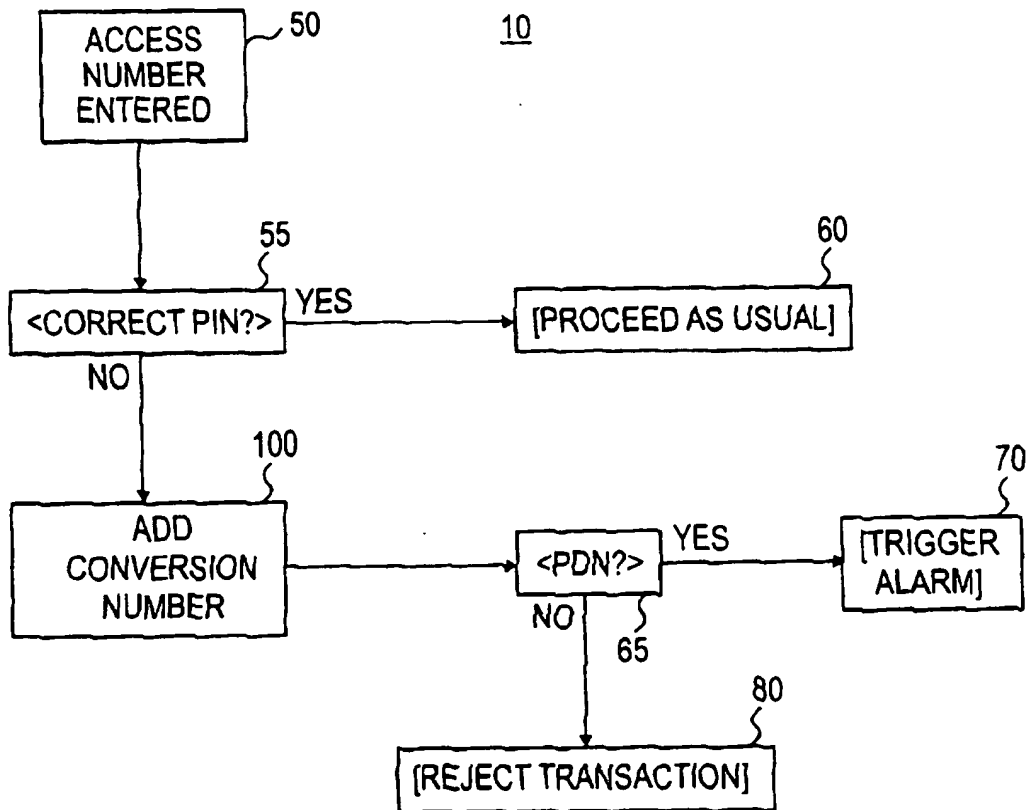 ACCESS
NUMBER
ENTERED
50
10
55
<CORRECT PIN?>
YES
NO
60
[PROCEED AS USUAL]
100
ADD
CONVERSION
NUMBER
<PDN?>
YES
NO
65
70
[TRIGGER
ALARM]
80
[REJECT TRANSACTION]